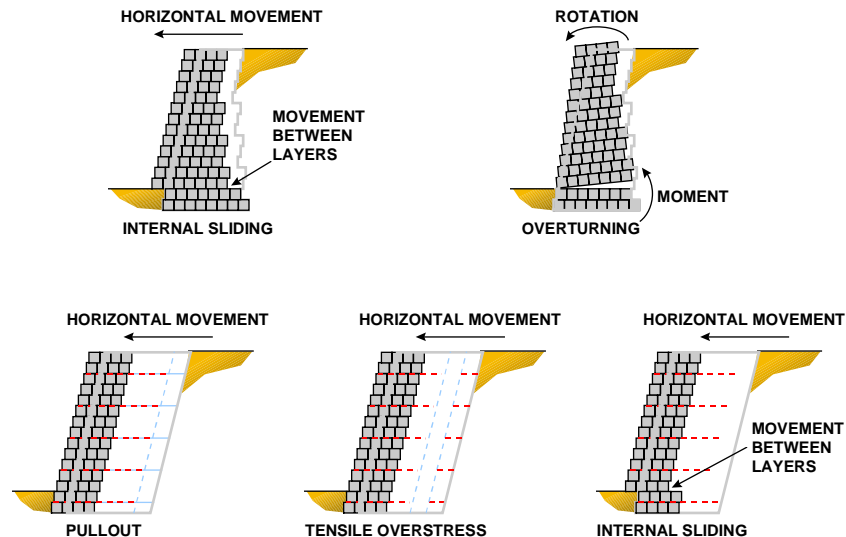 HORIZONTAL MOVEMENT
MOVEMENT
BETWEEN
LAYERS
INTERNAL SLIDING
ROTATION
MOMENT
OVERTURNING
HORIZONTAL MOVEMENT
PULLOUT
HORIZONTAL MOVEMENT
TENSILE OVERSTRESS
HORIZONTAL MOVEMENT
MOVEMENT
BETWEEN
LAYERS
INTERNAL SLIDING